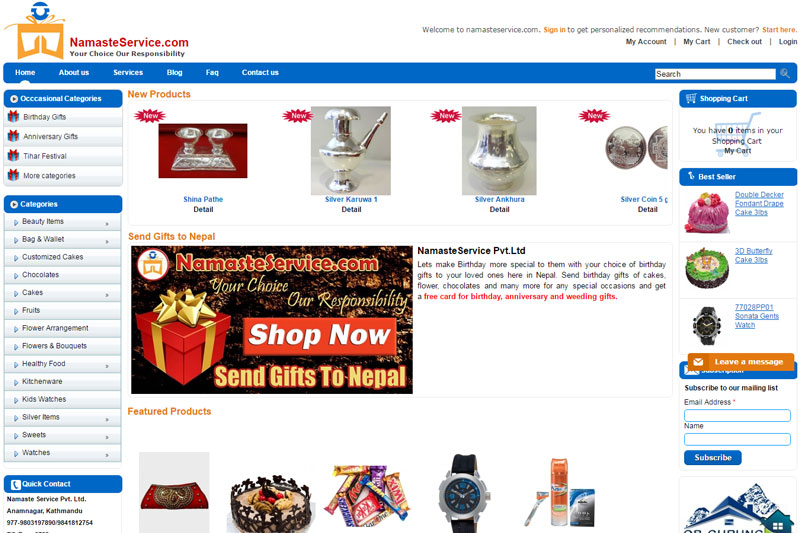 NamasteService.com
Your Choice Our Responsibility
Welcome to namasteservice.com. Sign in to get personalized recommendations. New customer? Start here.
My Account | My Cart | Check out | Login
Home About us Services Blog Faq Contact us
Search
Occcasional Categories
Birthday Gifts
Anniversary Gifts
Tihar Festival
More categories
Categories
Beauty Items »
Bag & Wallet »
Customized Cakes
Chocolates
Cakes »
Fruits
Flower Arrangement
Flowers & Bouquets
Healthy Food »
Kitchenware
Kids Watches
Silver Items »
Sweets »
Watches »
Quick Contact
Namaste Service Pvt. Ltd.
Anamnagar, Kathmandu
977-9803197890/9841812754
New Products
New New New New
Shina Pathe Silver Karuwa 1 Silver Ankhura Silver Coin 5 g
Detail Detail Detail Detail
Send Gifts to Nepal
NamasteService.com
Your Choice
Our Responsibility
Shop Now
Send Gifts To Nepal
NamasteService Pvt.Ltd
Lets make Birthday more special to them with your choice of birthday
gifts to your loved ones here in Nepal. Send birthday gifts of cakes,
flower, chocolates and many more for any special occasions and get
a free card for birthday, anniversary and weeding gifts.
Featured Products
Shopping Cart
You have 0 items in your
Shopping Cart
My Cart
Best Seller
Double Decker
Fondant Drape
Cake 3lbs
3D Butterfly
Cake 3lbs
77028PP01
Sonata Gents
Watch
Leave a message
Subscription
Subscribe to our mailing list
Email Address *
Name
Subscribe